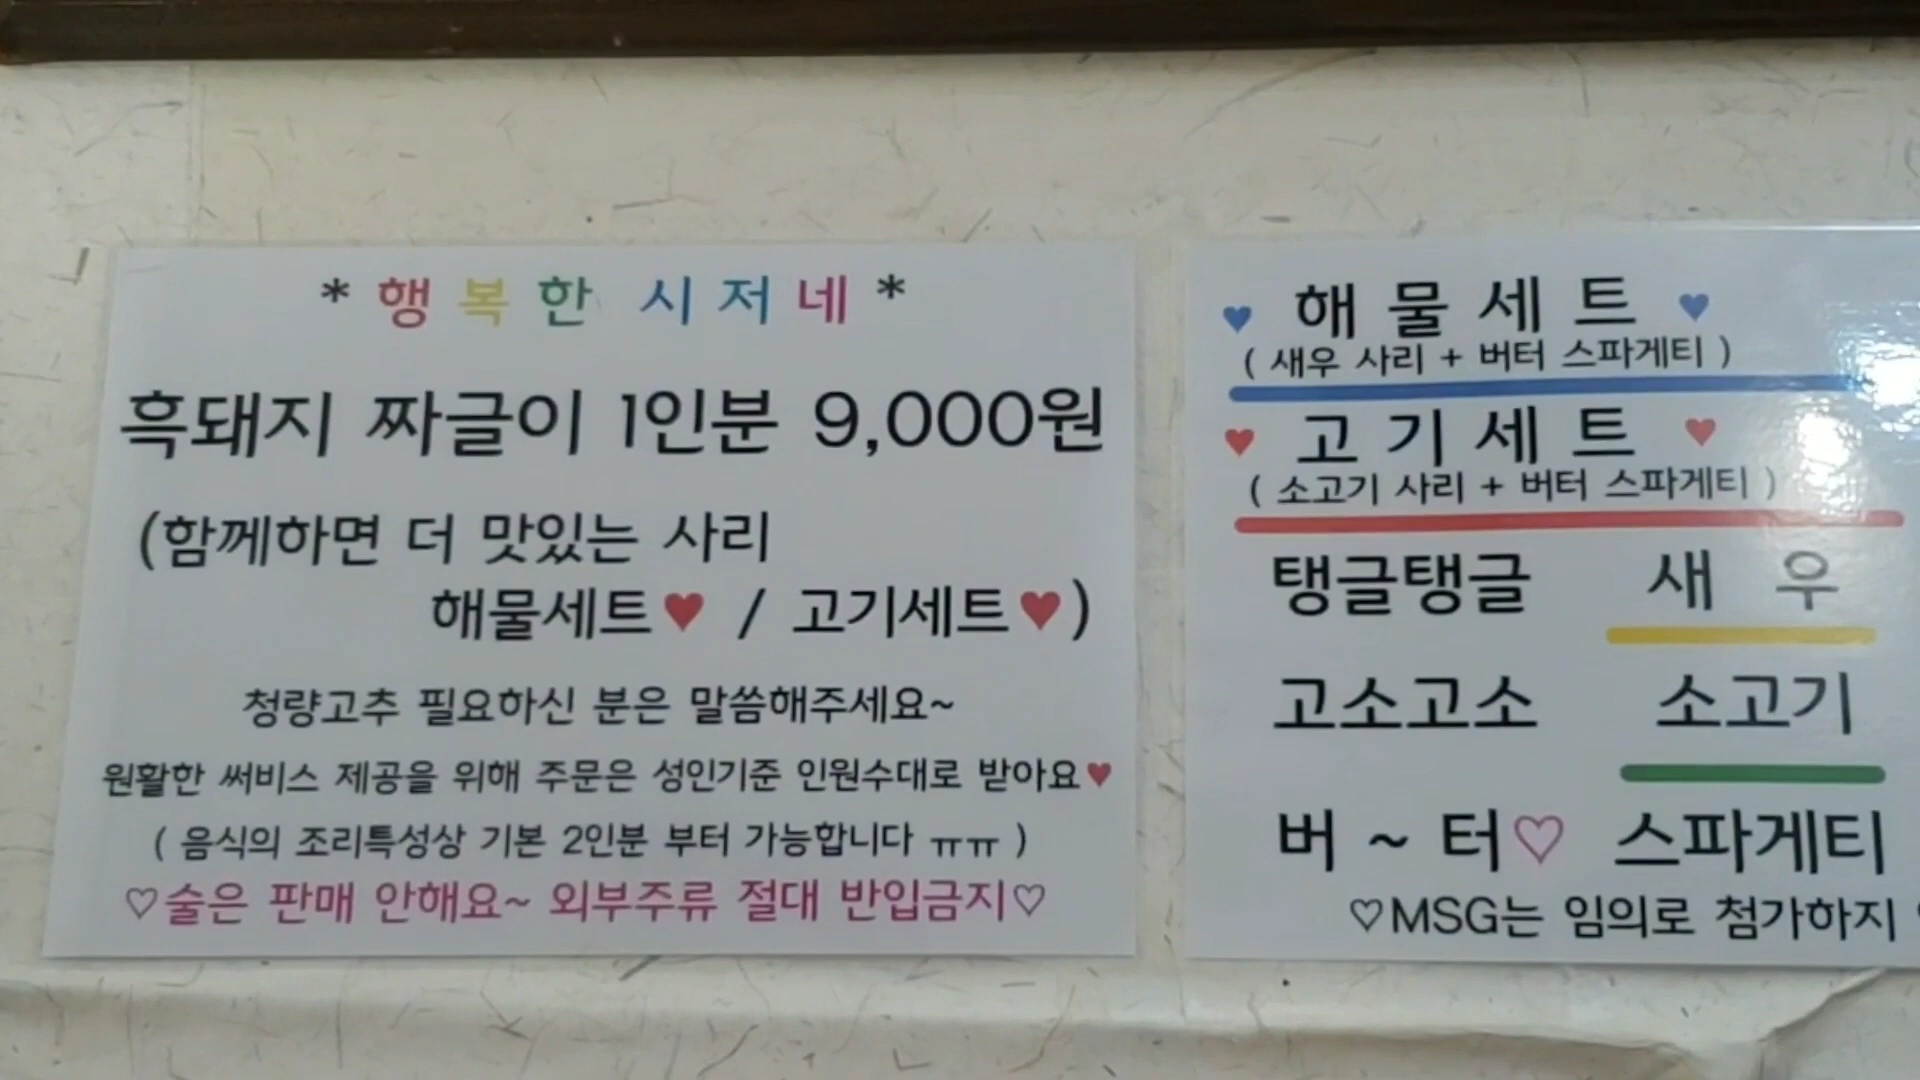 * 행복한 시저네 *
흑돼지 짜글이 1인분 9,000원
(함께하면 더 맛있는 사리
해물세트♥ / 고기세트♥)
청량고추 필요하신 분은 말씀해주세요~
원활한 써비스 제공을 위해 주문은 성인기준 인원수대로 받아요♥
( 음식의 조리특성상 기본 2인분 부터 가능합니다 ㅠㅠ )
♡술은 판매 안해요~ 외부주류 절대 반입금지♡
♥ 해물세트 ♥
( 새우 사리 + 버터 스파게티 )
♥ 고기세트 ♥
( 소고기 사리 + 버터 스파게티 )
탱글탱글 새우
고소고소 소고기
버 ~ 터♡ 스파게티
♡MSG는 임의로 첨가하지